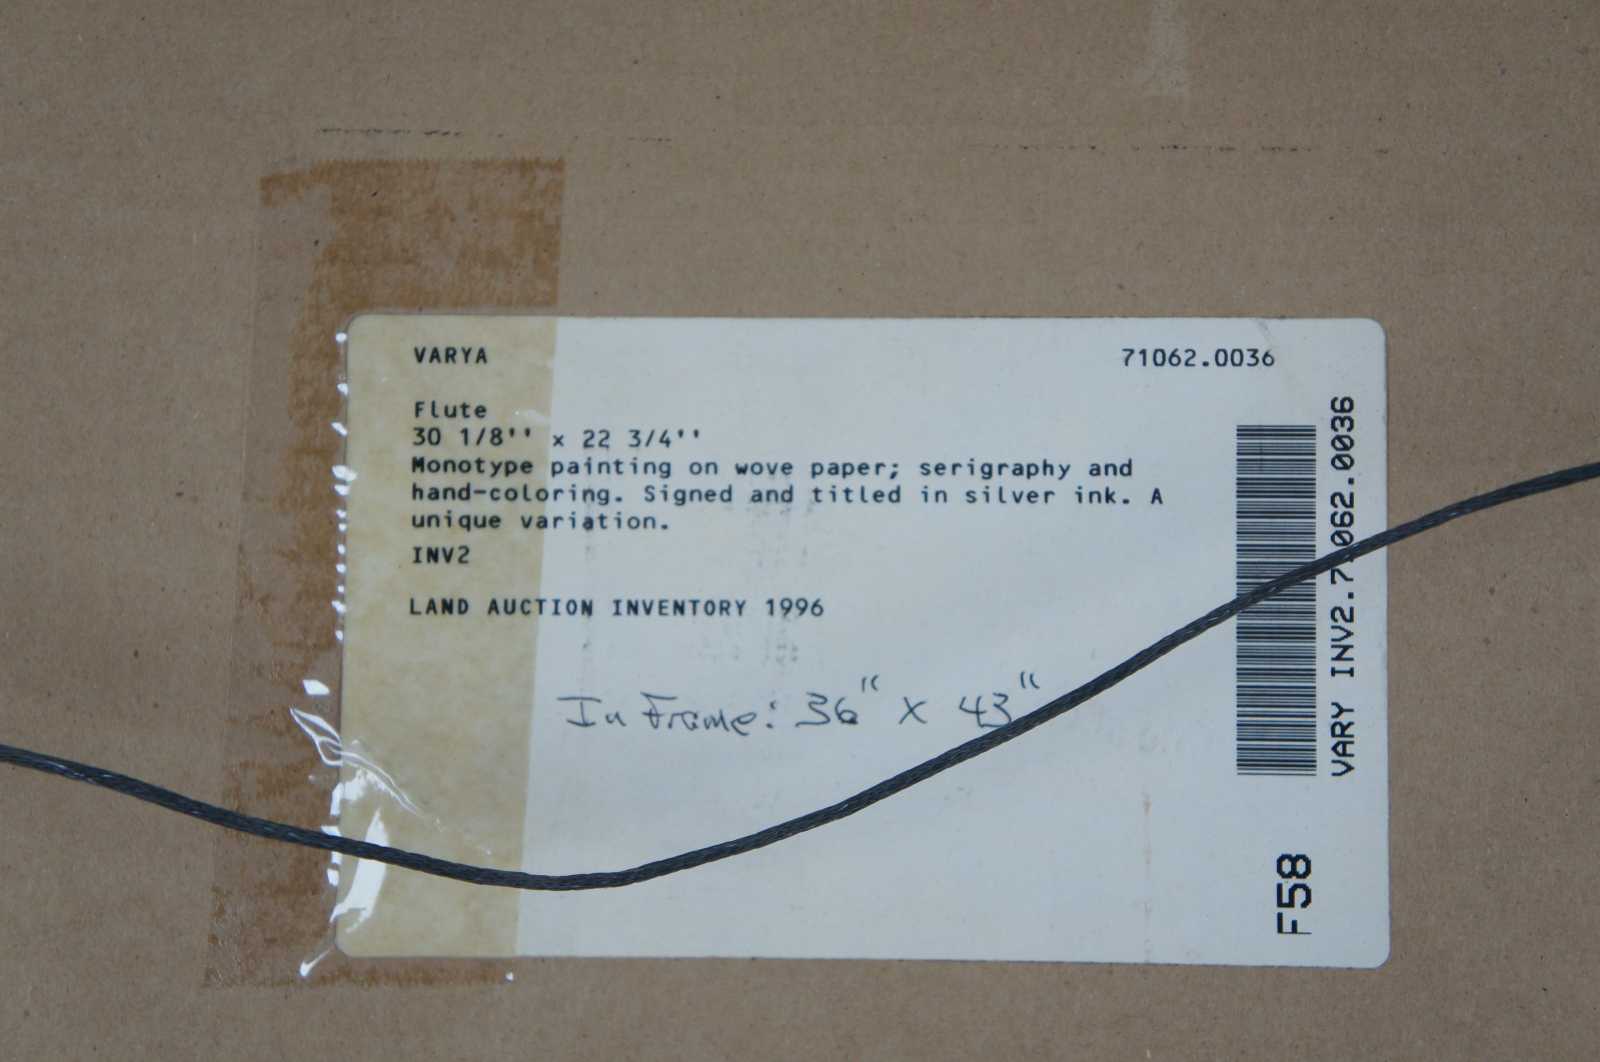 VARYA
71062.0036
Flute
30 1/8'' x 22 3/4''
Monotype painting on wove paper; serigraphy and
hand-coloring. Signed and titled in silver ink. A
unique variation.
INV2
LAND AUCTION INVENTORY 1996
In Frame: 36" x 43"
VARY INV2.71062.0036
F58